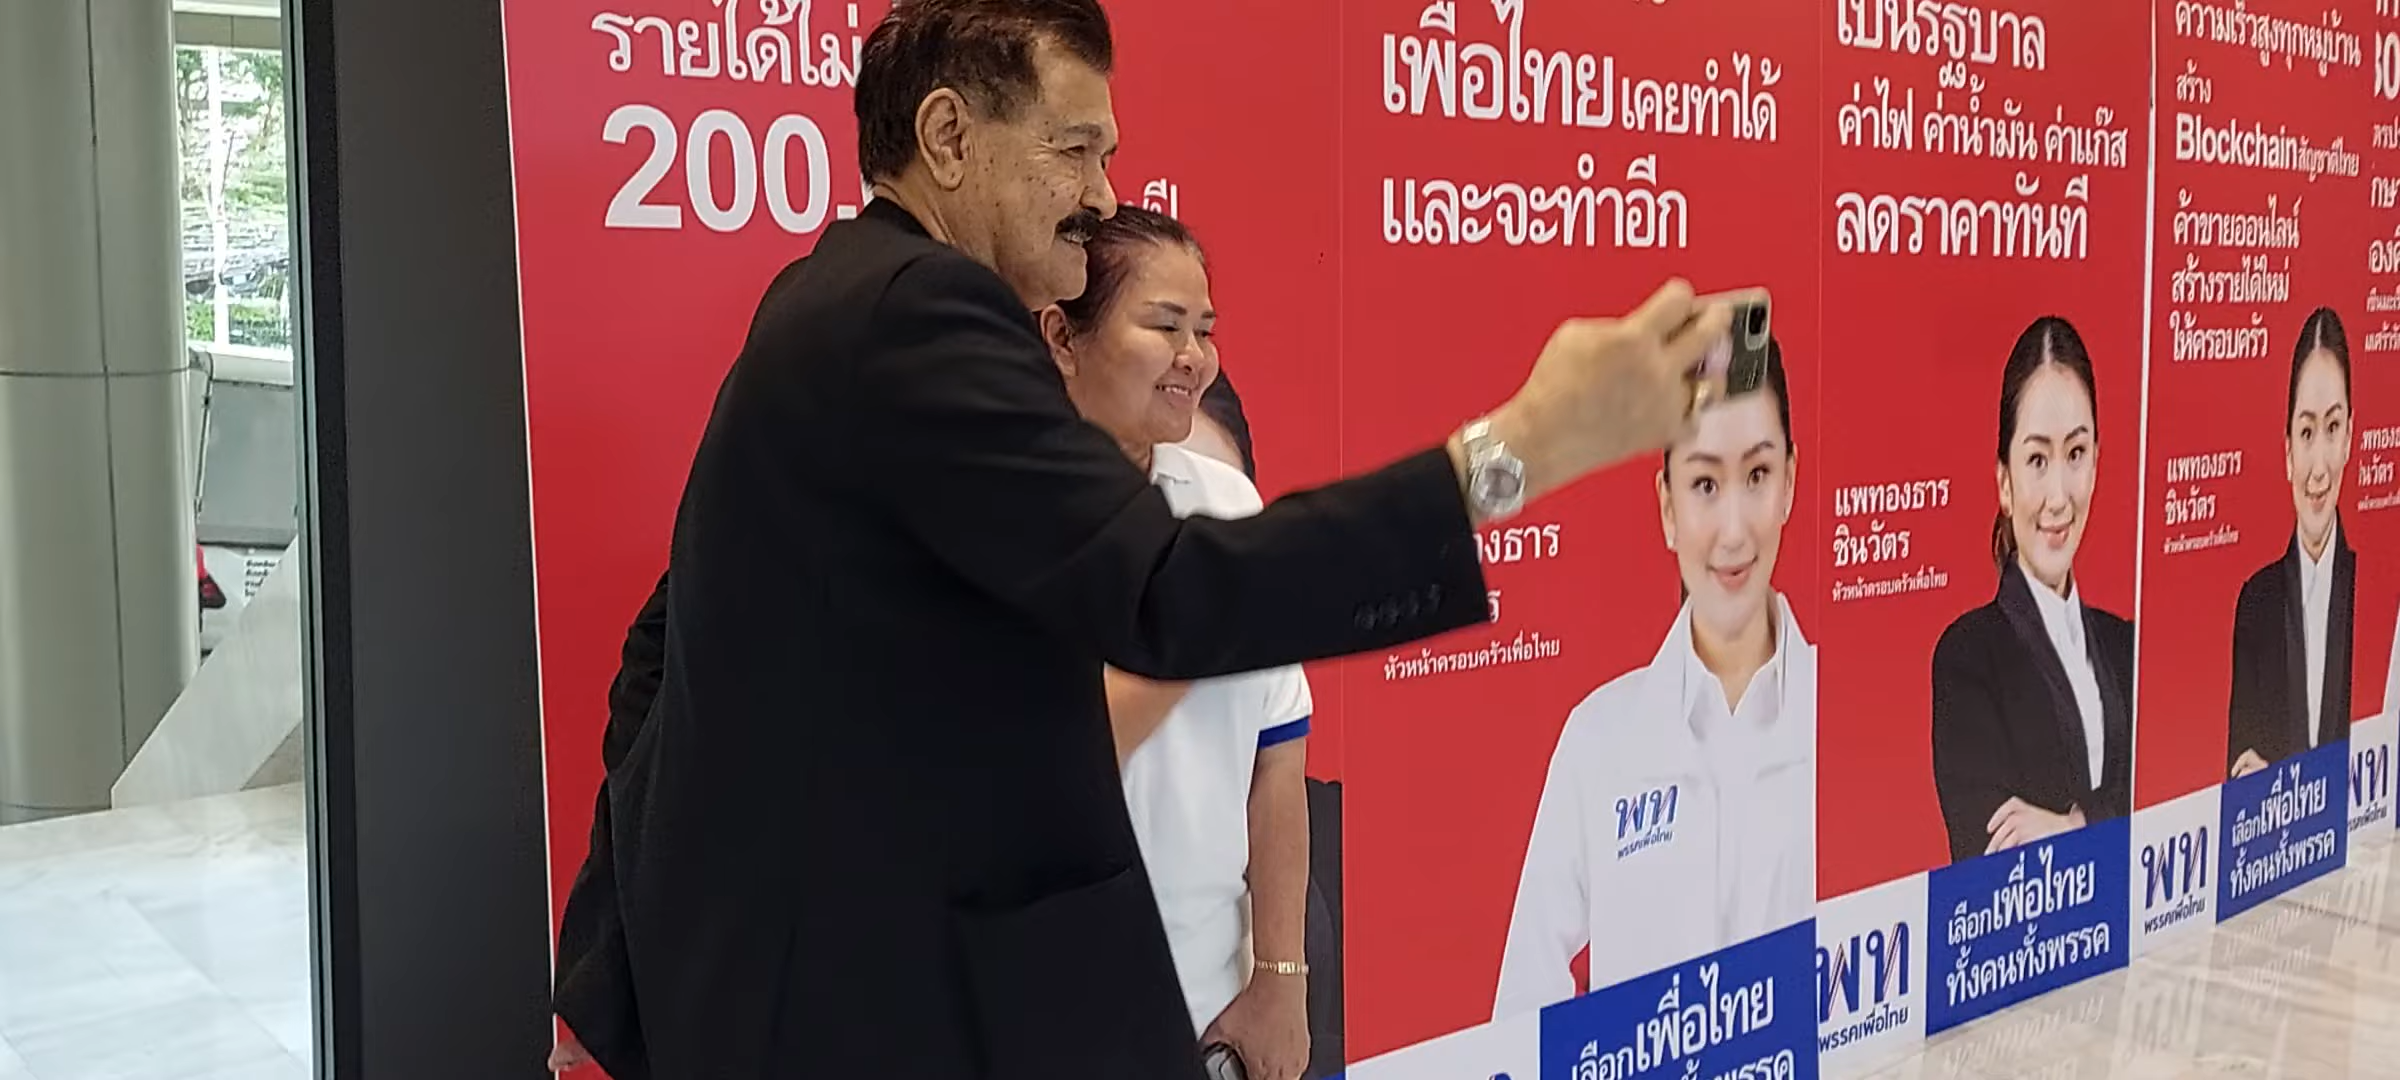 รายได้ไม่
200
เพื่อไทย เคยทำได้
และจะทำอีก
หัวหน้าครอบครัวเพื่อไทย
พท
พรรคเพื่อไทย
เลือกเพื่อไทย
เป็นรัฐบาล
ค่าไฟ ค่าน้ำมัน ค่าแก๊ส
ลดราคาทันที
แพทองธาร
ชินวัตร
หัวหน้าครอบครัวเพื่อไทย
พท
พรรคเพื่อไทย
เลือกเพื่อไทย
ทั้งคนทั้งพรรค
ความเร็วสูงทุกหมู่บ้าน
สร้าง
Blockchain สัญชาติไทย
ค้าขายออนไลน์
สร้างรายได้ใหม่
ให้ครอบครัว
แพทองธาร
ชินวัตร
หัวหน้าครอบครัวเพื่อไทย
พท
พรรคเพื่อไทย
เลือกเพื่อไทย
ทั้งคนทั้งพรรค
พท